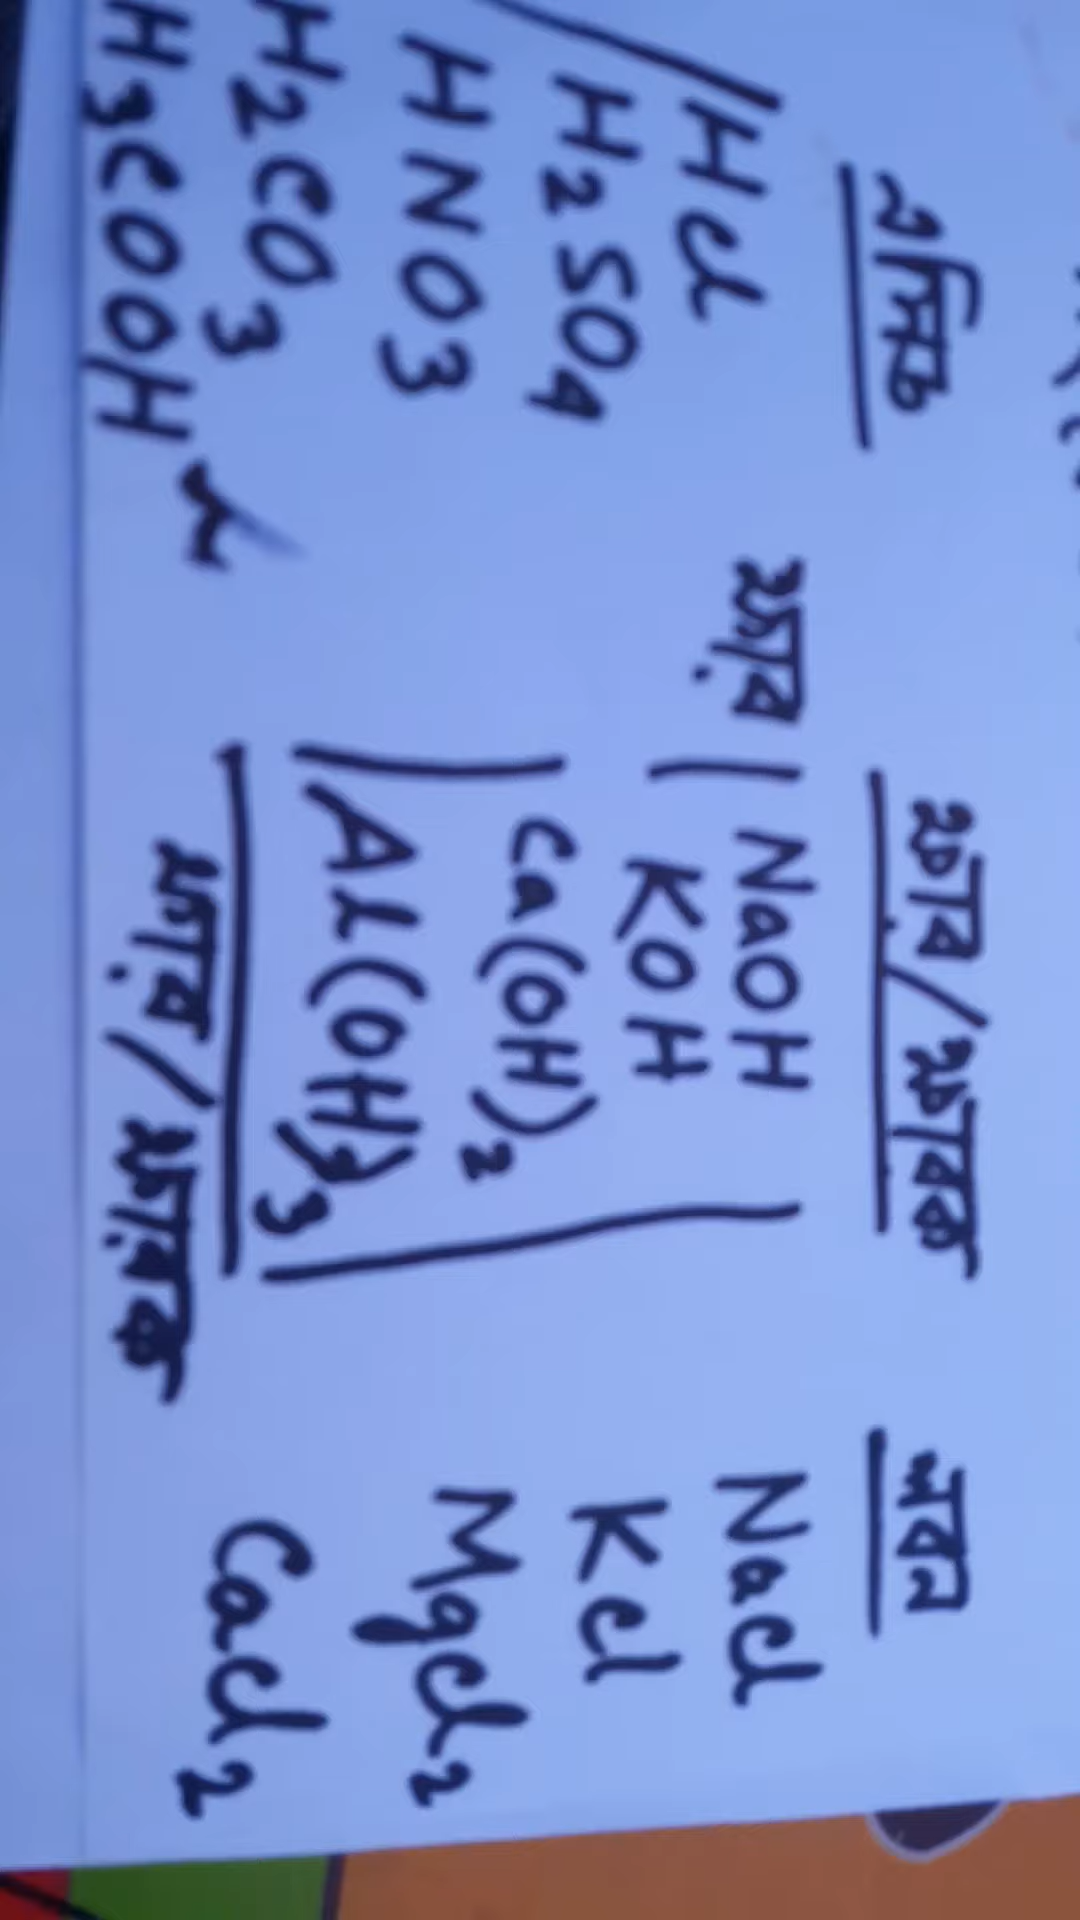 এসিড
HCl
H2SO4
HNO3
H2CO3
H3COOH
ক্ষার/ক্ষারক
ক্ষার
NaOH
KOH
Ca(OH)2
Al(OH)3
ক্ষার/ক্ষারক
লবন
NaCl
KCl
MgCl2
CaCl2